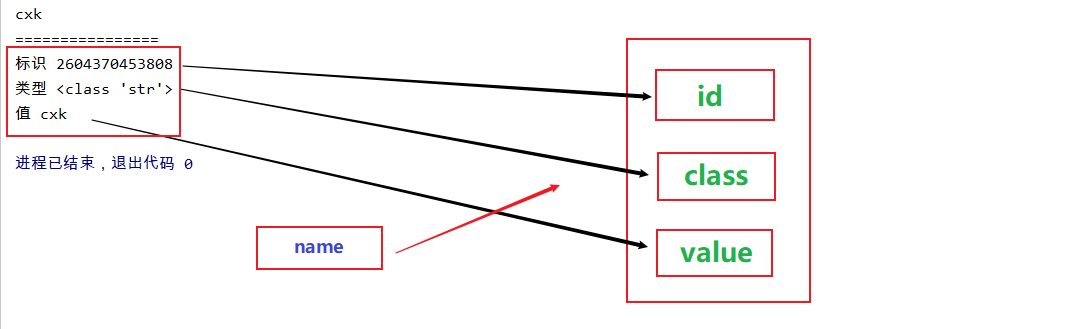 cxk
================
标识 2604370453808
类型 <class 'str'>
值 cxk
进程已结束，退出代码 0
name
id
class
value